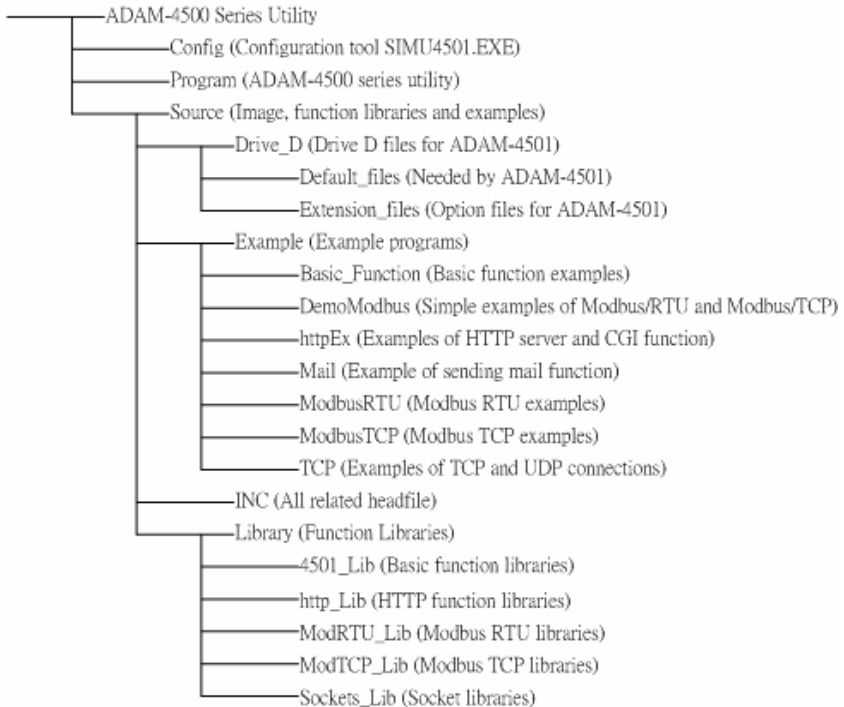 ADAM-4500 Series Utility
Config (Configuration tool SIMU4501.EXE)
Program (ADAM-4500 series utility)
Source (Image, function libraries and examples)
Drive_D (Drive D files for ADAM-4501)
Default_files (Needed by ADAM-4501)
Extension_files (Option files for ADAM-4501)
Example (Example programs)
Basic_Function (Basic function examples)
DemoModbus (Simple examples of Modbus/RTU and Modbus/TCP)
httpEx (Examples of HTTP server and CGI function)
Mail (Example of sending mail function)
ModbusRTU (Modbus RTU examples)
ModbusTCP (Modbus TCP examples)
TCP (Examples of TCP and UDP connections)
INC (All related headfile)
Library (Function Libraries)
4501_Lib (Basic function libraries)
http_Lib (HTTP function libraries)
ModRTU_Lib (Modbus RTU libraries)
ModTCP_Lib (Modbus TCP libraries)
Sockets_Lib (Socket libraries)